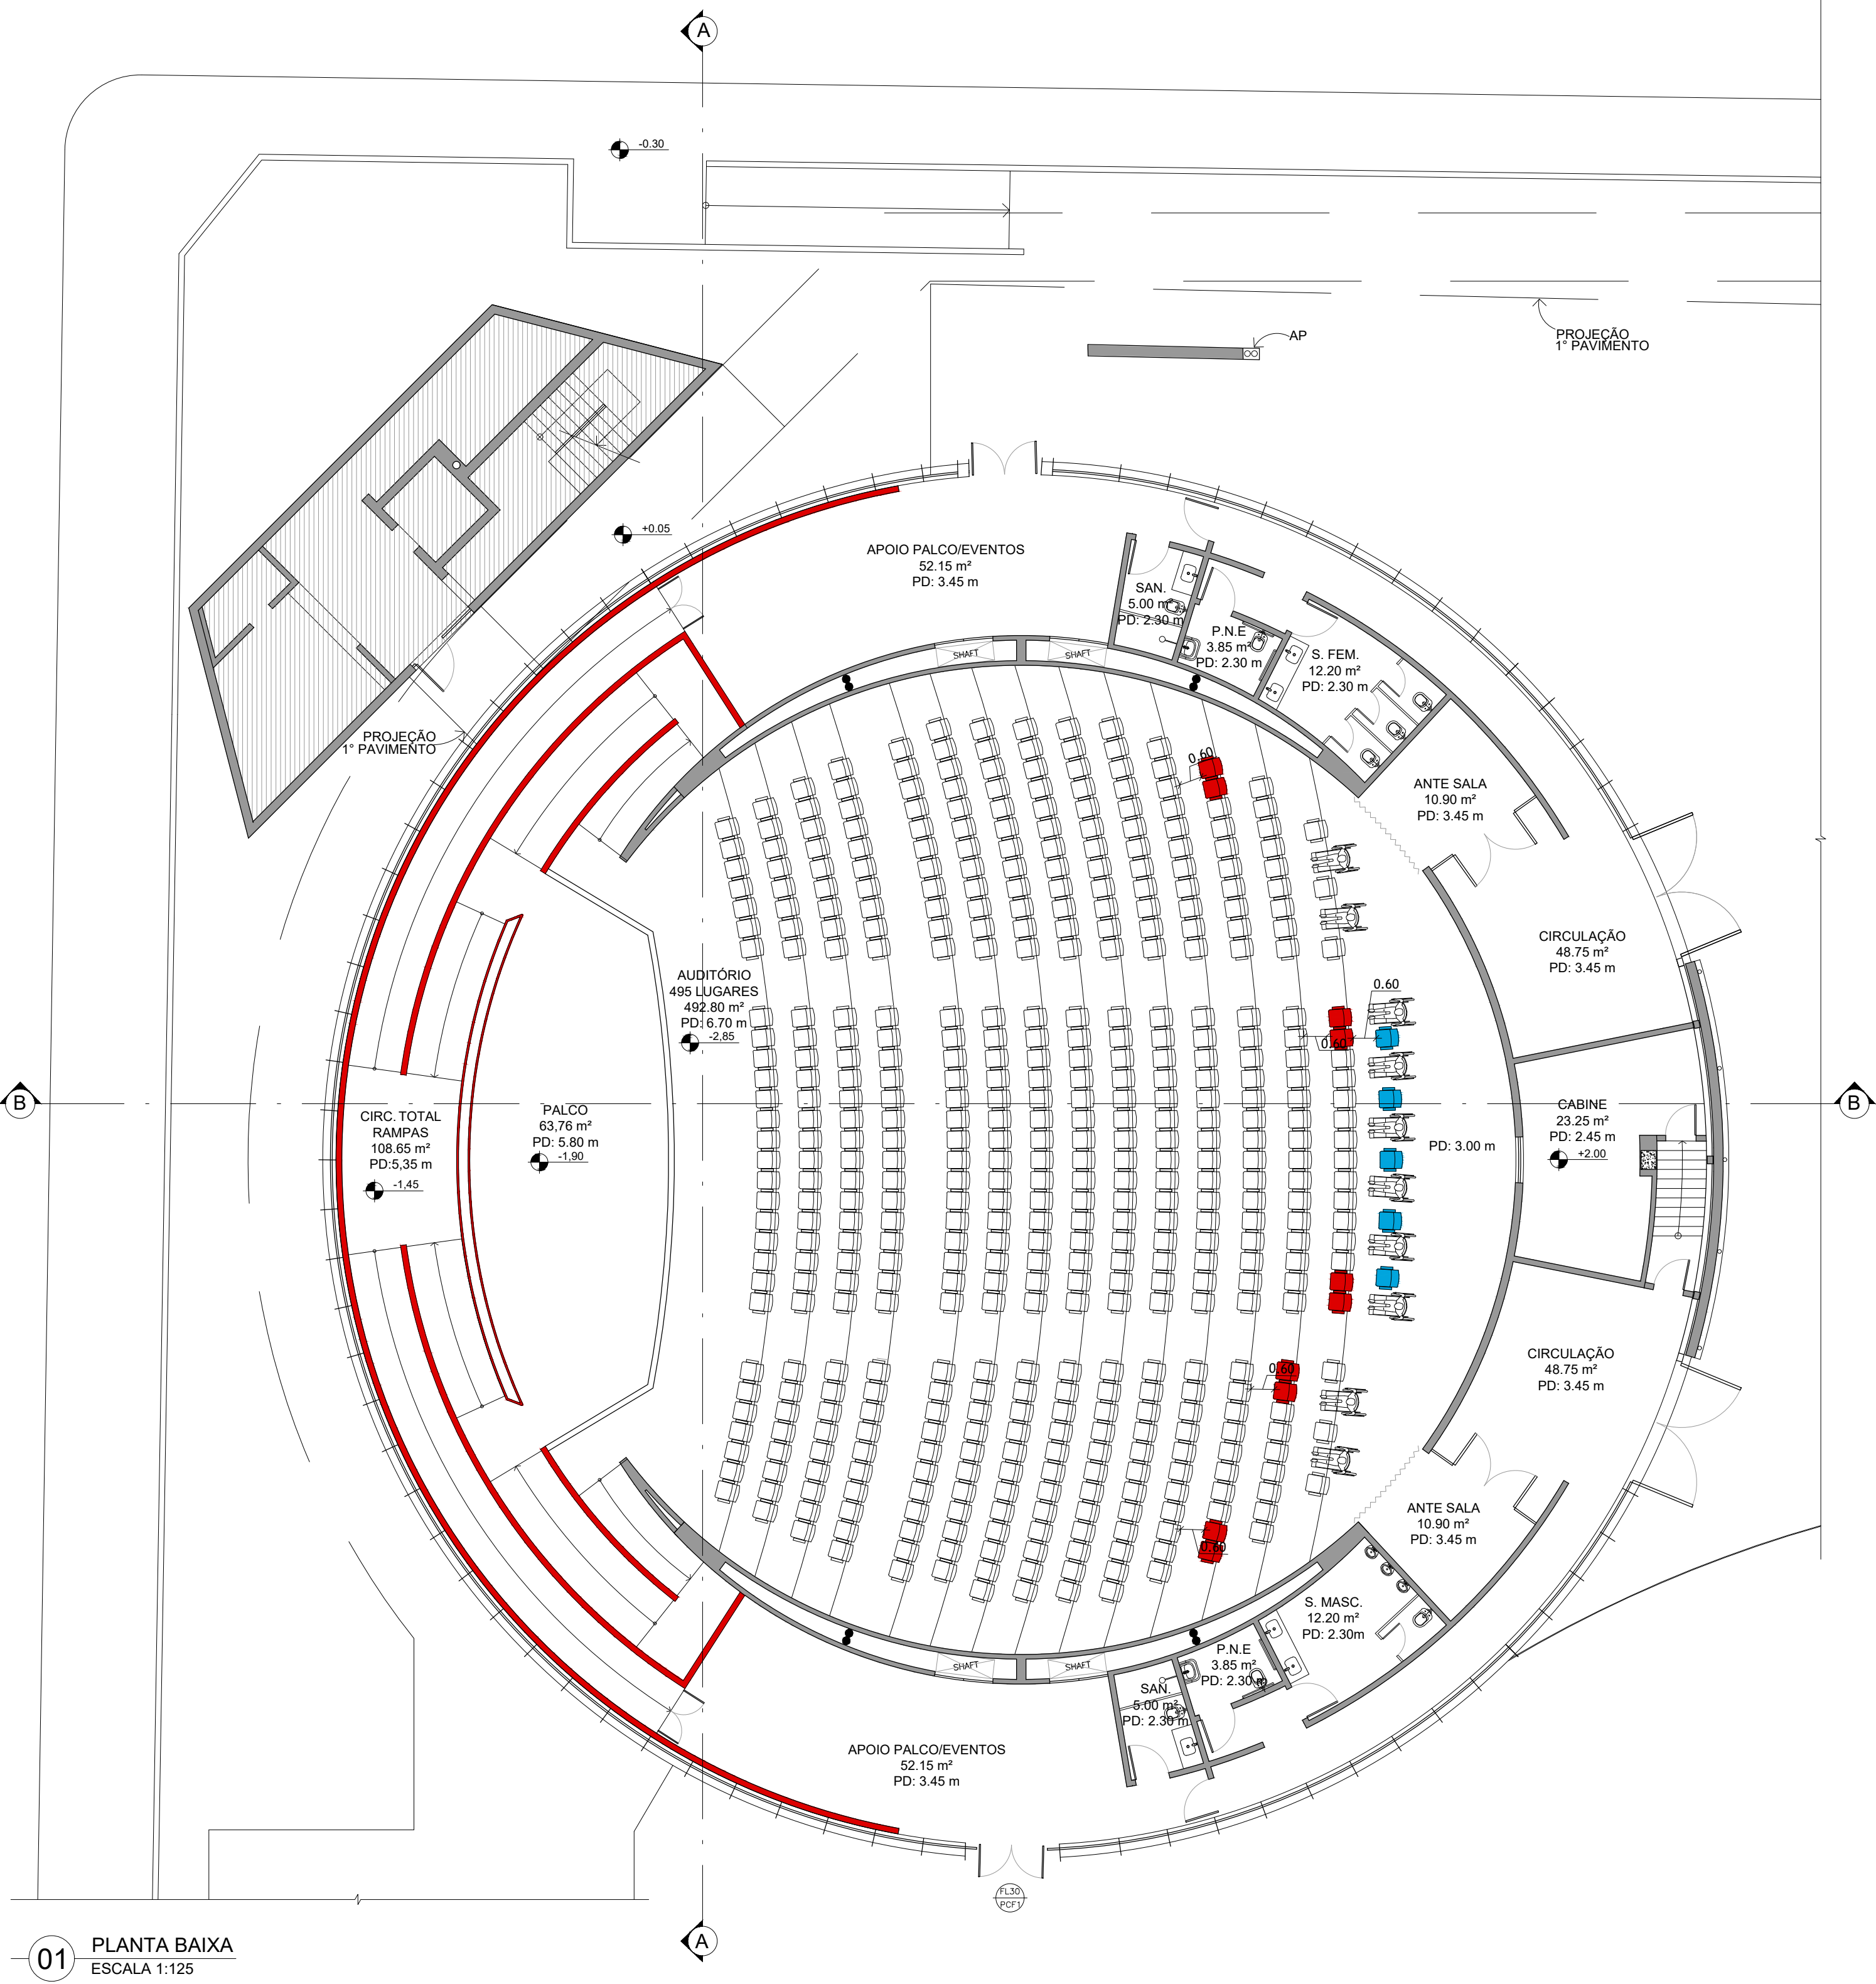 A
-0.30
PROJEÇÃO
1° PAVIMENTO
AP
+0.05
APOIO PALCO/EVENTOS
52.15 m²
PD: 3.45 m
SAN.
5.00 m²
PD: 2.30 m
P.N.E
3.85 m²
PD: 2.30 m
S. FEM.
12.20 m²
PD: 2.30 m
SHAFT
SHAFT
PROJEÇÃO
1° PAVIMENTO
0.60
ANTE SALA
10.90 m²
PD: 3.45 m
CIRCULAÇÃO
48.75 m²
PD: 3.45 m
AUDITÓRIO
495 LUGARES
492.80 m²
PD: 6.70 m
-2,85
0.60
0.60
B
B
CIRC. TOTAL
RAMPAS
108.65 m²
PD:5,35 m
-1,45
PALCO
63,76 m²
PD: 5.80 m
-1,90
PD: 3.00 m
CABINE
23.25 m²
PD: 2.45 m
+2.00
CIRCULAÇÃO
48.75 m²
PD: 3.45 m
0.60
0.60
ANTE SALA
10.90 m²
PD: 3.45 m
S. MASC.
12.20 m²
PD: 2.30m
P.N.E
3.85 m²
PD: 2.30 m
SAN.
5.00 m²
PD: 2.30 m
SHAFT
SHAFT
APOIO PALCO/EVENTOS
52.15 m²
PD: 3.45 m
FL30
PCF1
A
01
PLANTA BAIXA
ESCALA 1:125